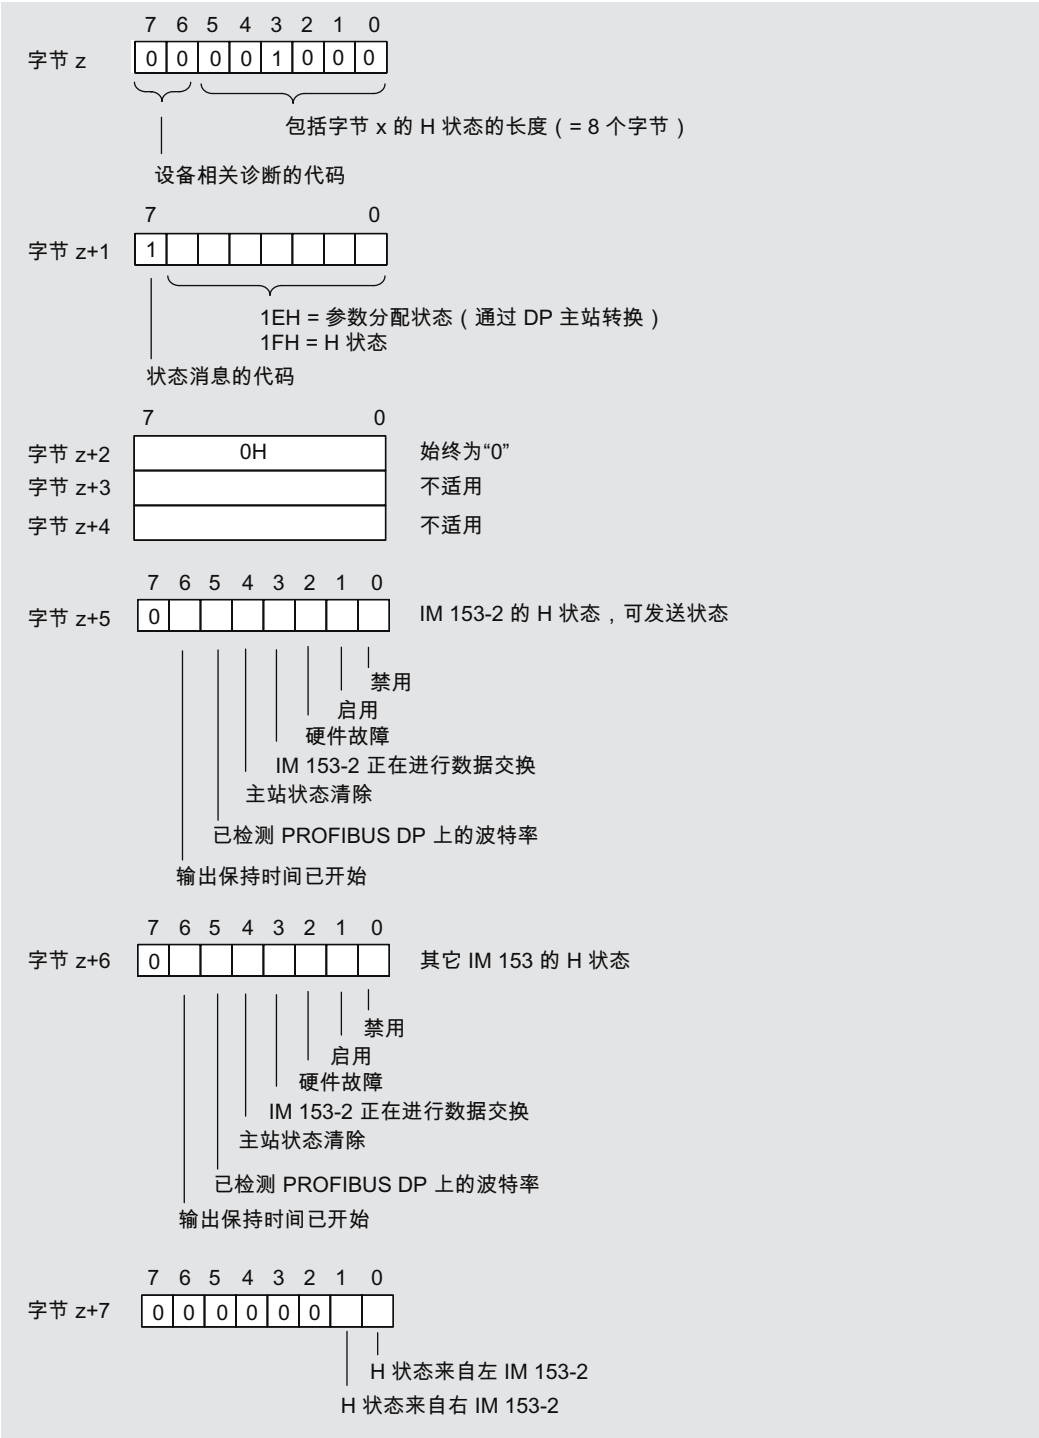 7 6 5 4 3 2 1 0
字节 z 0 0 0 0 1 0 0 0
包括字节 x 的 H 状态的长度（= 8 个字节）
设备相关诊断的代码
7 0
字节 z+1 1
1EH = 参数分配状态（通过 DP 主站转换）
1FH = H 状态
状态消息的代码
7 0
字节 z+2 0H 始终为“0”
字节 z+3 不适用
字节 z+4 不适用
7 6 5 4 3 2 1 0
字节 z+5 0 IM 153-2 的 H 状态，可发送状态
禁用
启用
硬件故障
IM 153-2 正在进行数据交换
主站状态清除
已检测 PROFIBUS DP 上的波特率
输出保持时间已开始
7 6 5 4 3 2 1 0
字节 z+6 0 其它 IM 153 的 H 状态
禁用
启用
硬件故障
IM 153-2 正在进行数据交换
主站状态清除
已检测 PROFIBUS DP 上的波特率
输出保持时间已开始
7 6 5 4 3 2 1 0
字节 z+7 0 0 0 0 0 0
H 状态来自左 IM 153-2
H 状态来自右 IM 153-2